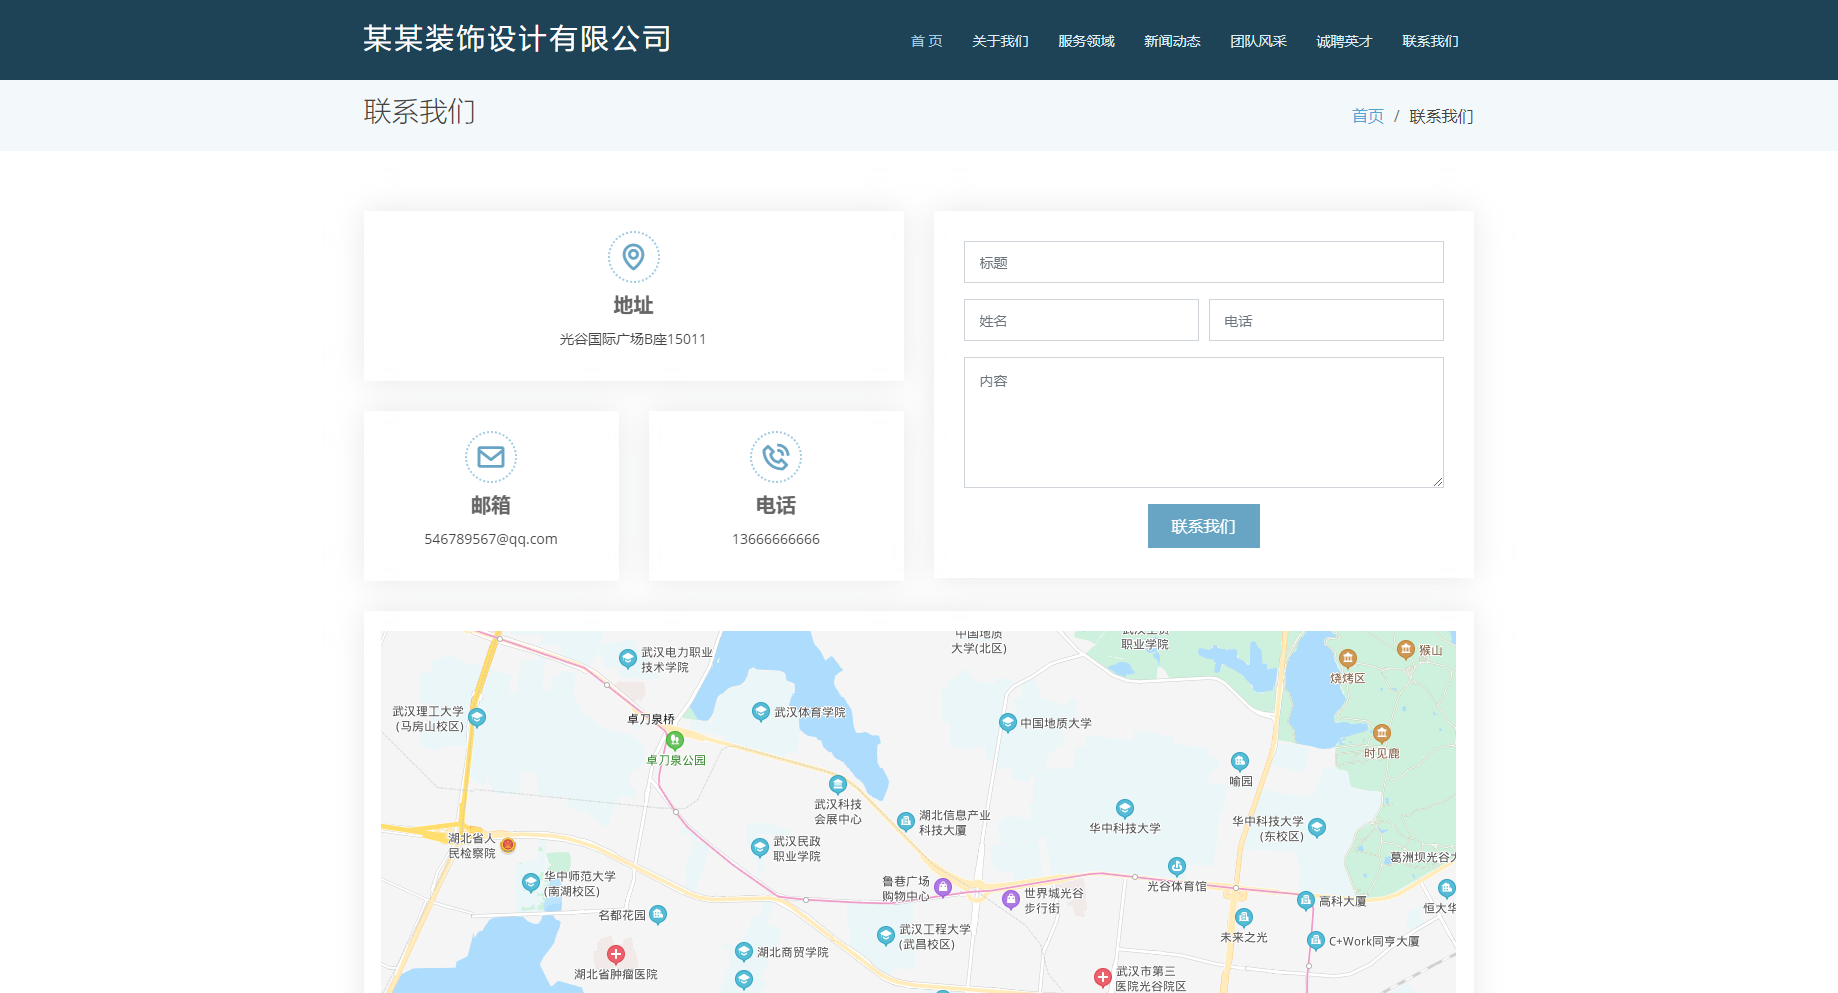 某某装饰设计有限公司
首 页
关于我们
服务领域
新闻动态
团队风采
诚聘英才
联系我们
联系我们
首页 / 联系我们
地址
光谷国际广场B座15011
邮箱
546789567@qq.com
电话
13666666666
标题
姓名
电话
内容
联系我们
武汉电力职业
技术学院
中国地质
大学(北区)
职业学院
猴山
烧烤区
武汉理工大学
(马房山校区)
卓刀泉桥
武汉体育学院
中国地质大学
卓刀泉公园
时见鹿
喻园
武汉科技
会展中心
湖北信息产业
科技大厦
华中科技大学
华中科技大学
(东校区)
湖北省人
民检察院
武汉民政
职业学院
葛洲坝光谷
华中师范大学
(南湖校区)
鲁巷广场
购物中心
世界城光谷
步行街
光谷体育馆
高科大厦
恒大华
名都花园
武汉工程大学
(武昌校区)
未来之光
C+Work同亨大厦
湖北省肿瘤医院
湖北商贸学院
武汉市第三
医院光谷院区